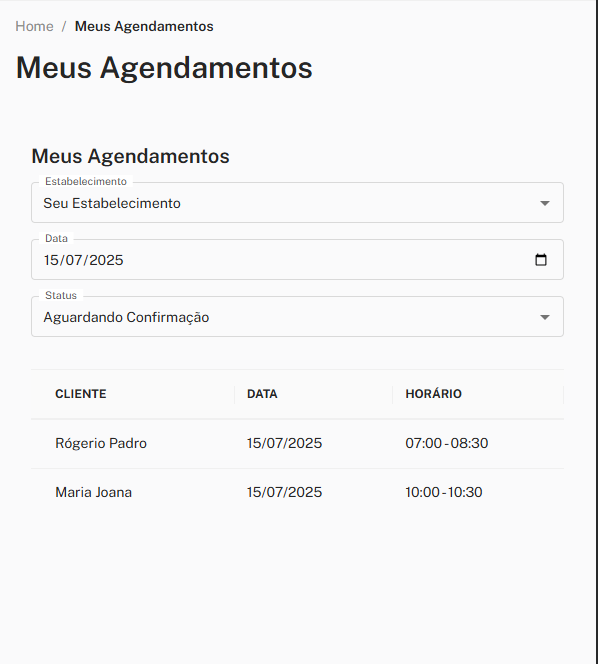 Home / Meus Agendamentos
Meus Agendamentos
Meus Agendamentos
Estabelecimento
Seu Estabelecimento
Data
15/07/2025
Status
Aguardando Confirmação
CLIENTE DATA HORÁRIO
Rógerio Padro 15/07/2025 07:00 - 08:30
Maria Joana 15/07/2025 10:00 - 10:30